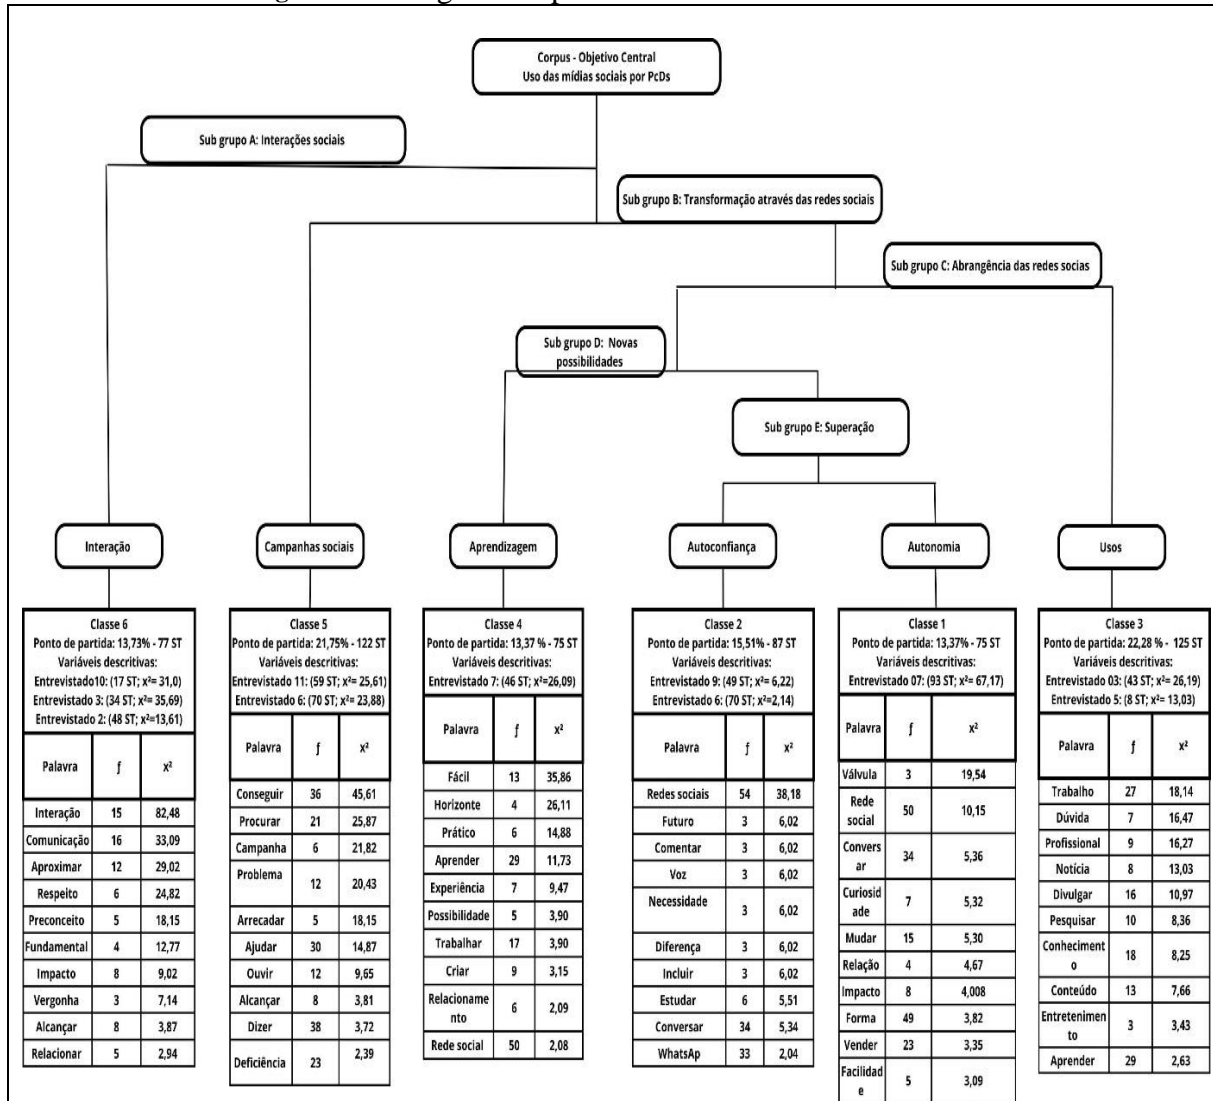 Corpus - Objetivo Central
Uso das mídias sociais por PcDs
Sub grupo A: Interações sociais
Sub grupo B: Transformação através das redes sociais
Sub grupo C: Abrangência das redes socias
Sub grupo D: Novas
possibilidades
Sub grupo E: Superação
Interação
Campanhas sociais
Aprendizagem
Autoconfiança
Autonomia
Usos
Classe 6
Ponto de partida: 13,73% - 77 ST
Variáveis descritivas:
Entrevistado10: (17 ST; x²= 31,0)
Entrevistado 3: (34 ST; x²= 35,69)
Entrevistado 2: (48 ST; x²=13,61)
Palavra ƒ x²
Interação 15 82,48
Comunicação 16 33,09
Aproximar 12 29,02
Respeito 6 24,82
Preconceito 5 18,15
Fundamental 4 12,77
Impacto 8 9,02
Vergonha 3 7,14
Alcançar 8 3,87
Relacionar 5 2,94
Classe 5
Ponto de partida: 21,75% - 122 ST
Variáveis descritivas:
Entrevistado 11: (59 ST; x²= 25,61)
Entrevistado 6: (70 ST; x²= 23,88)
Palavra ƒ x²
Conseguir 36 45,61
Procurar 21 25,87
Campanha 6 21,82
Problema 12 20,43
Arrecadar 5 18,15
Ajudar 30 14,87
Ouvir 12 9,65
Alcançar 8 3,81
Dizer 38 3,72
Deficiência 23 2,39
Classe 4
Ponto de partida: 13,37 % - 75 ST
Variáveis descritivas:
Entrevistado 7: (46 ST; x²=26,09)
Palavra ƒ x²
Fácil 13 35,86
Horizonte 4 26,11
Prático 6 14,88
Aprender 29 11,73
Experiência 7 9,47
Possibilidade 5 3,90
Trabalhar 17 3,90
Criar 9 3,15
Relacioname
nto 6 2,09
Rede social 50 2,08
Classe 2
Ponto de partida: 15,51% - 87 ST
Variáveis descritivas:
Entrevistado 9: (49 ST; x²= 6,22)
Entrevistado 6: (70 ST; x²=2,14)
Palavra ƒ x²
Redes sociais 54 38,18
Futuro 3 6,02
Comentar 3 6,02
Voz 3 6,02
Necessidade 3 6,02
Diferença 3 6,02
Incluir 3 6,02
Estudar 6 5,51
Conversar 34 5,34
WhatsAp 33 2,04
Classe 1
Ponto de partida: 13,37% - 75 ST
Variáveis descritivas:
Entrevistado 07: (93 ST; x²= 67,17)
Palavra ƒ x²
Válvula 3 19,54
Rede
social 50 10,15
Convers
ar 34 5,36
Curiosid
ade 7 5,32
Mudar 15 5,30
Relação 4 4,67
Impacto 8 4,008
Forma 49 3,82
Vender 23 3,35
Facilidad
e 5 3,09
Classe 3
Ponto de partida: 22,28 % - 125 ST
Variáveis descritivas:
Entrevistado 03: (43 ST; x²= 26,19)
Entrevistado 5: (8 ST; x²= 13,03)
Palavra ƒ x²
Trabalho 27 18,14
Dúvida 7 16,47
Profissional 9 16,27
Notícia 8 13,03
Divulgar 16 10,97
Pesquisar 10 8,36
Conheciment
o 18 8,25
Conteúdo 13 7,66
Entretenimen
to 3 3,43
Aprender 29 2,63